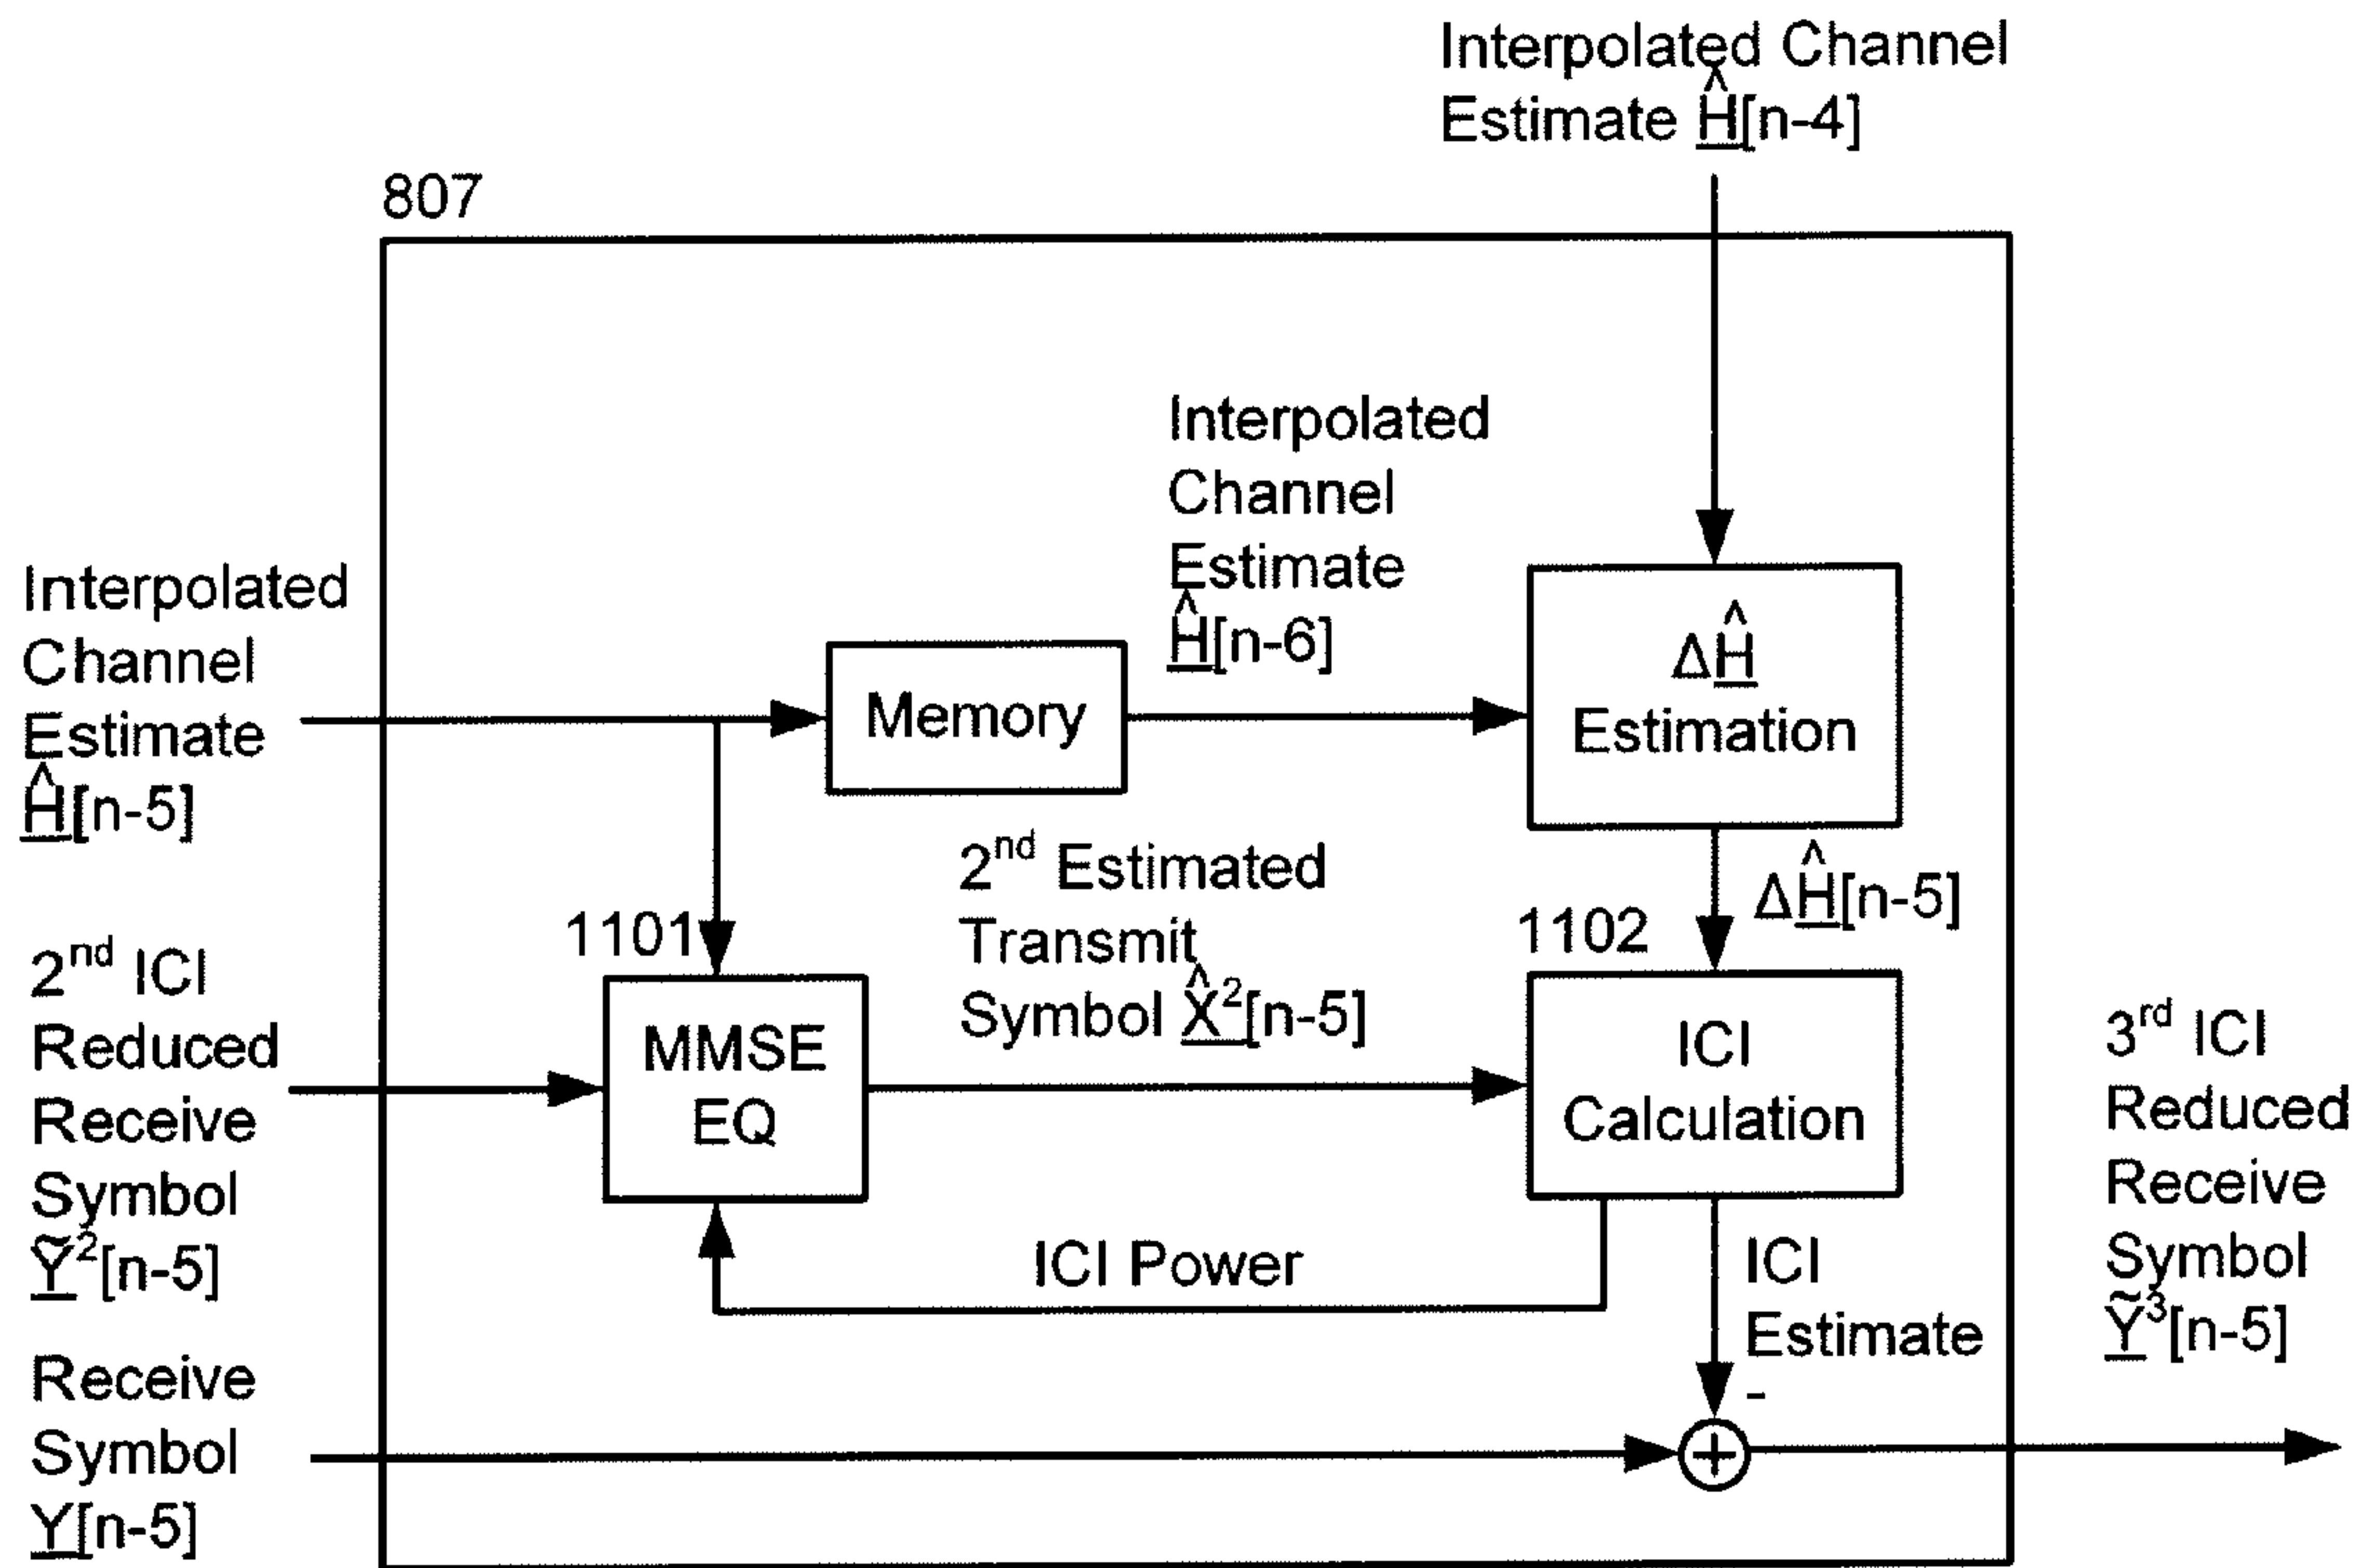 Interpolated Channel
Estimate Ĥ[n-4]
807
Interpolated
Channel
Estimate
Ĥ[n-6]
ΔĤ
Estimation
Memory
Interpolated
Channel
Estimate
Ĥ[n-5]
ΔĤ[n-5]
2nd Estimated
Transmit
Symbol X̂²[n-5]
1101
1102
MMSE
EQ
ICI
Calculation
2nd ICI
Reduced
Receive
Symbol
Ỹ²[n-5]
ICI Power
ICI
Estimate
-
+
3rd ICI
Reduced
Receive
Symbol
Ỹ³[n-5]
Receive
Symbol
Y[n-5]